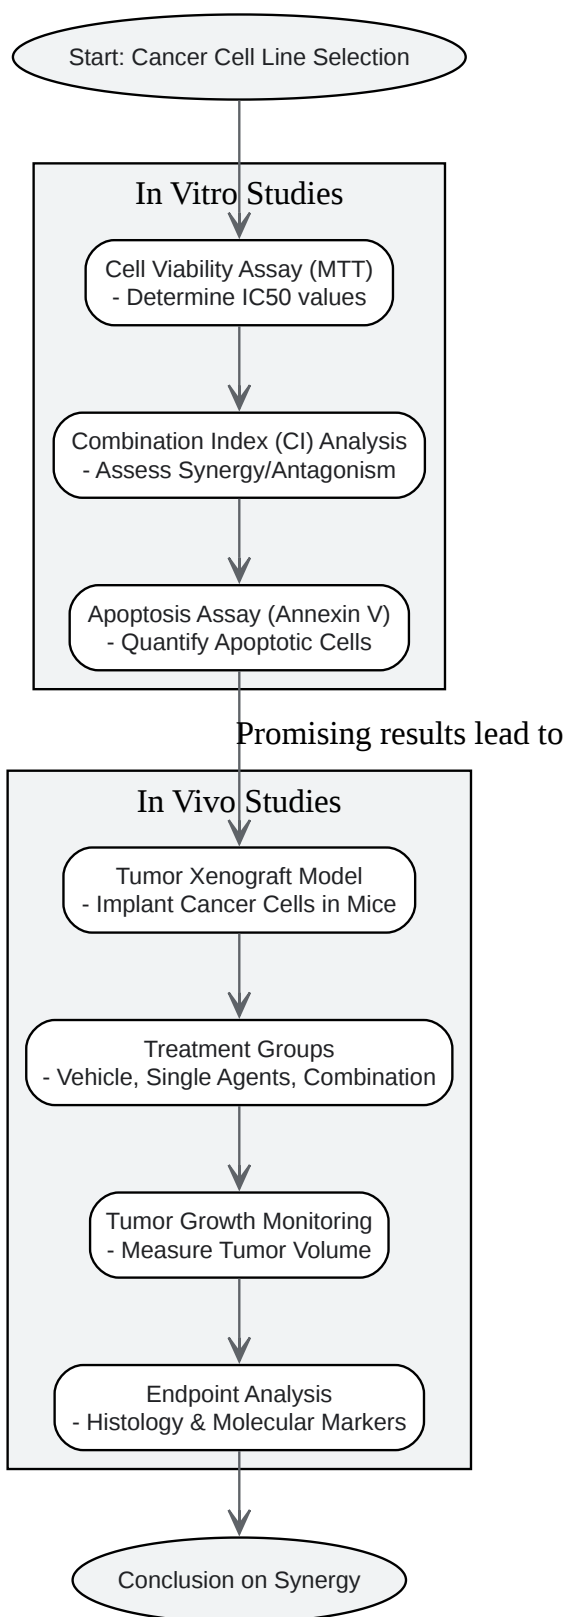 Start: Cancer Cell Line Selection
In Vitro Studies
Cell Viability Assay (MTT)
- Determine IC50 values
Combination Index (CI) Analysis
- Assess Synergy/Antagonism
Apoptosis Assay (Annexin V)
- Quantify Apoptotic Cells
Promising results lead to
In Vivo Studies
Tumor Xenograft Model
- Implant Cancer Cells in Mice
Treatment Groups
- Vehicle, Single Agents, Combination
Tumor Growth Monitoring
- Measure Tumor Volume
Endpoint Analysis
- Histology & Molecular Markers
Conclusion on Synergy